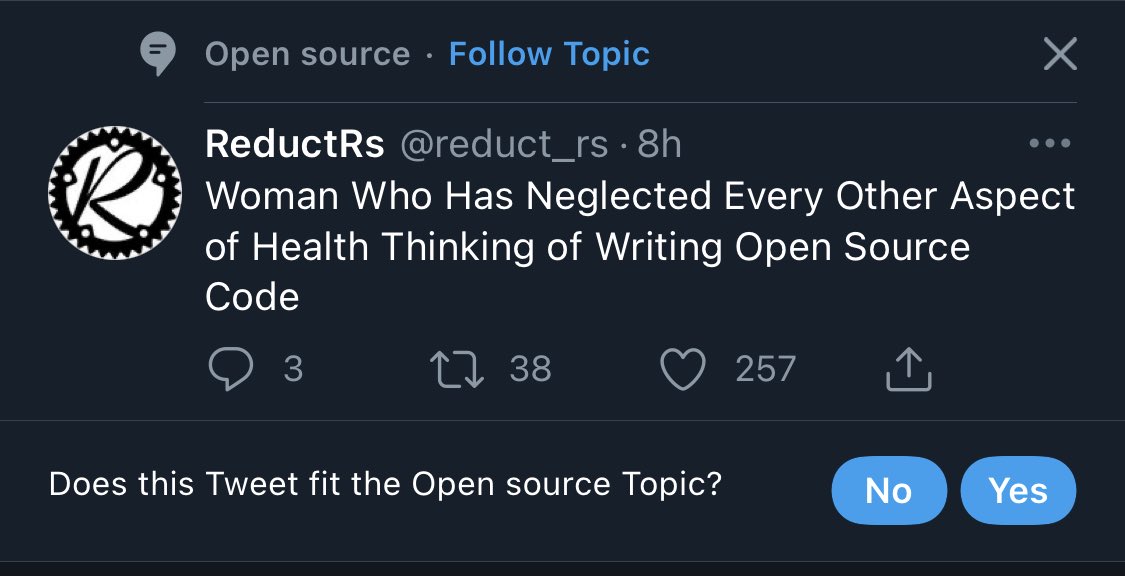 Open source · Follow Topic
ReductRs @reduct_rs · 8h
Woman Who Has Neglected Every Other Aspect
of Health Thinking of Writing Open Source
Code
3 38 257
Does this Tweet fit the Open source Topic? No Yes